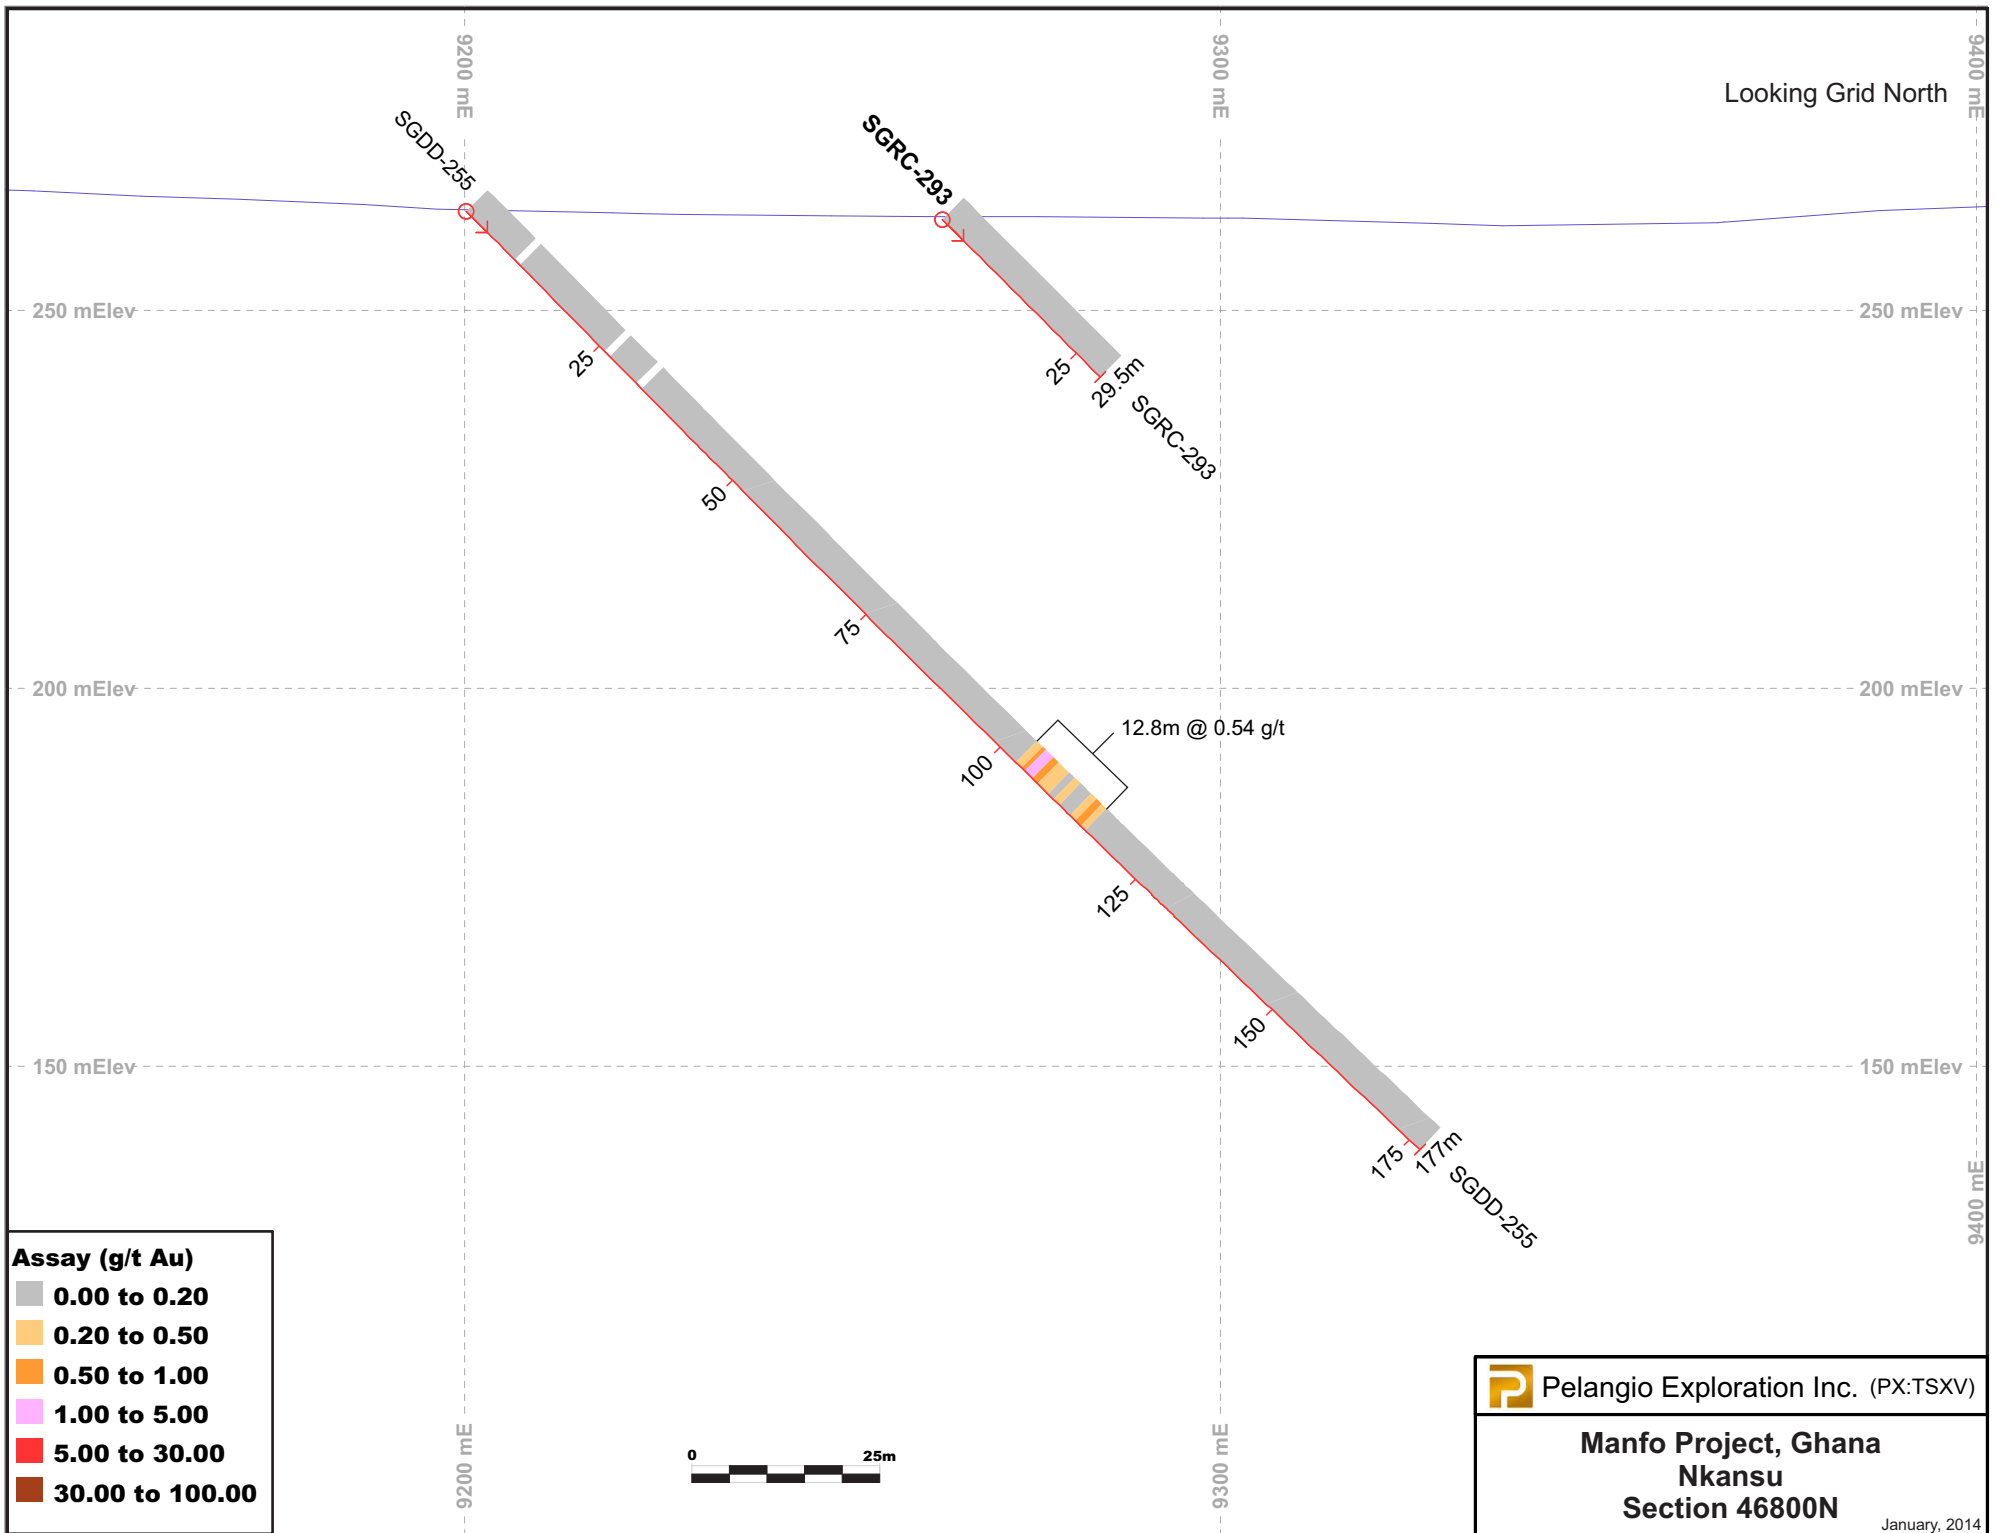 9200 mE
9300 mE
9400 mE
Looking Grid North
SGDD-255
SGRC-293
250 mElev
250 mElev
25
25
29.5m
SGRC-293
50
75
200 mElev
200 mElev
12.8m @ 0.54 g/t
100
125
150
150 mElev
150 mElev
175
177m
SGDD-255
9400 mE
Assay (g/t Au)
0.00 to 0.20
0.20 to 0.50
0.50 to 1.00
1.00 to 5.00
5.00 to 30.00
30.00 to 100.00
9200 mE
0
25m
9300 mE
Pelangio Exploration Inc. (PX:TSXV)
Manfo Project, Ghana
Nkansu
Section 46800N
January, 2014